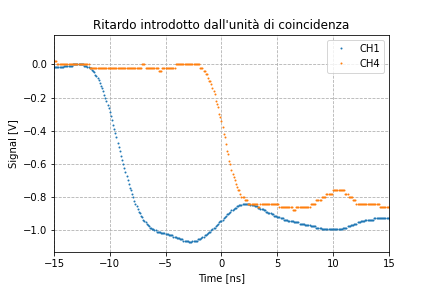 Ritardo introdotto dall'unità di coincidenza
CH1
CH4
Signal [V]
0.0
−0.2
−0.4
−0.6
−0.8
−1.0
−15
−10
−5
0
5
10
15
Time [ns]